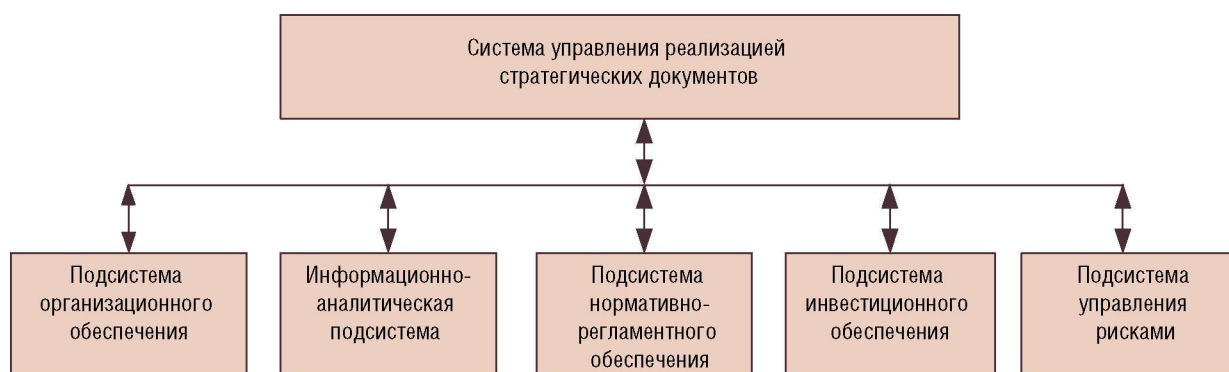 Система управления реализацией
стратегических документов
Подсистема
организационного
обеспечения
Информационно-
аналитическая
подсистема
Подсистема
нормативно-
регламентного
обеспечения
Подсистема
инвестиционного
обеспечения
Подсистема
управления
рисками